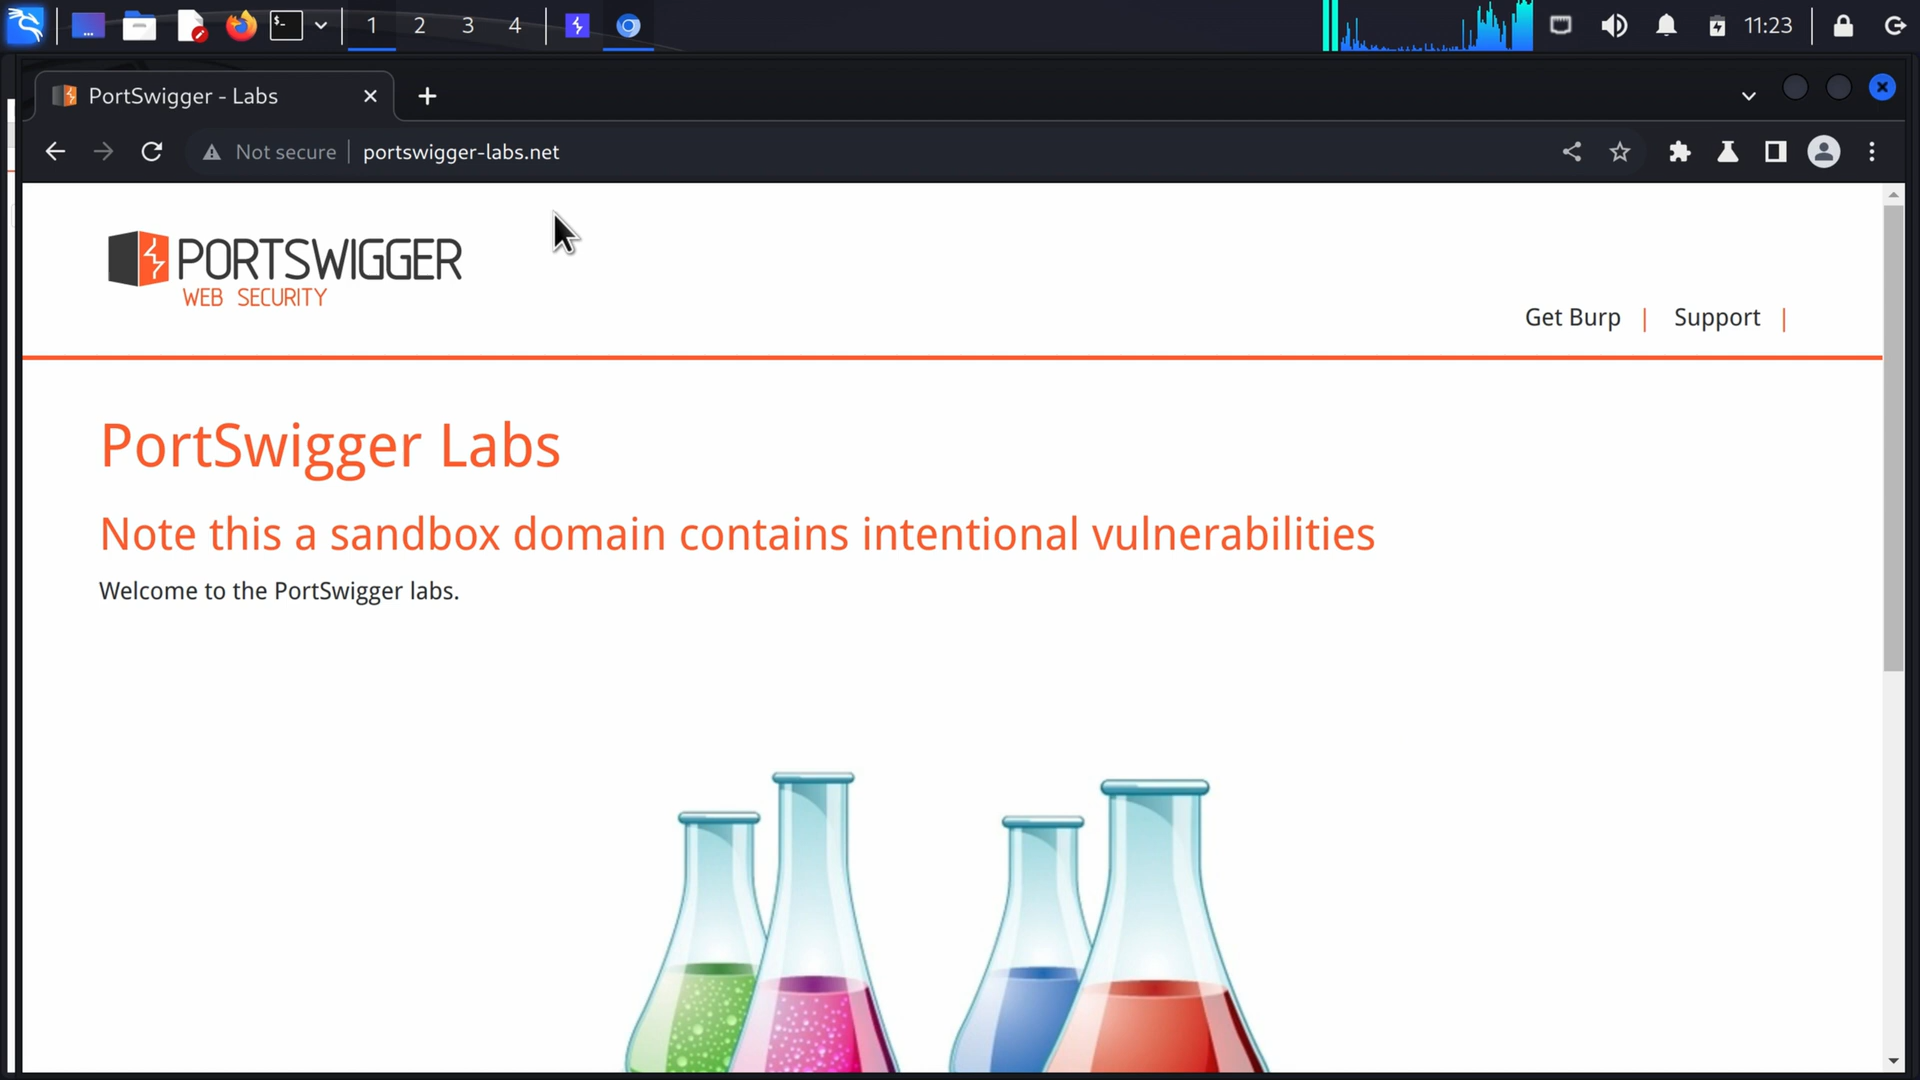 1 2 3 4 11:23
PortSwigger - Labs
Not secure portswigger-labs.net
PORTSWIGGER
WEB SECURITY
Get Burp | Support |
PortSwigger Labs
Note this a sandbox domain contains intentional vulnerabilities
Welcome to the PortSwigger labs.